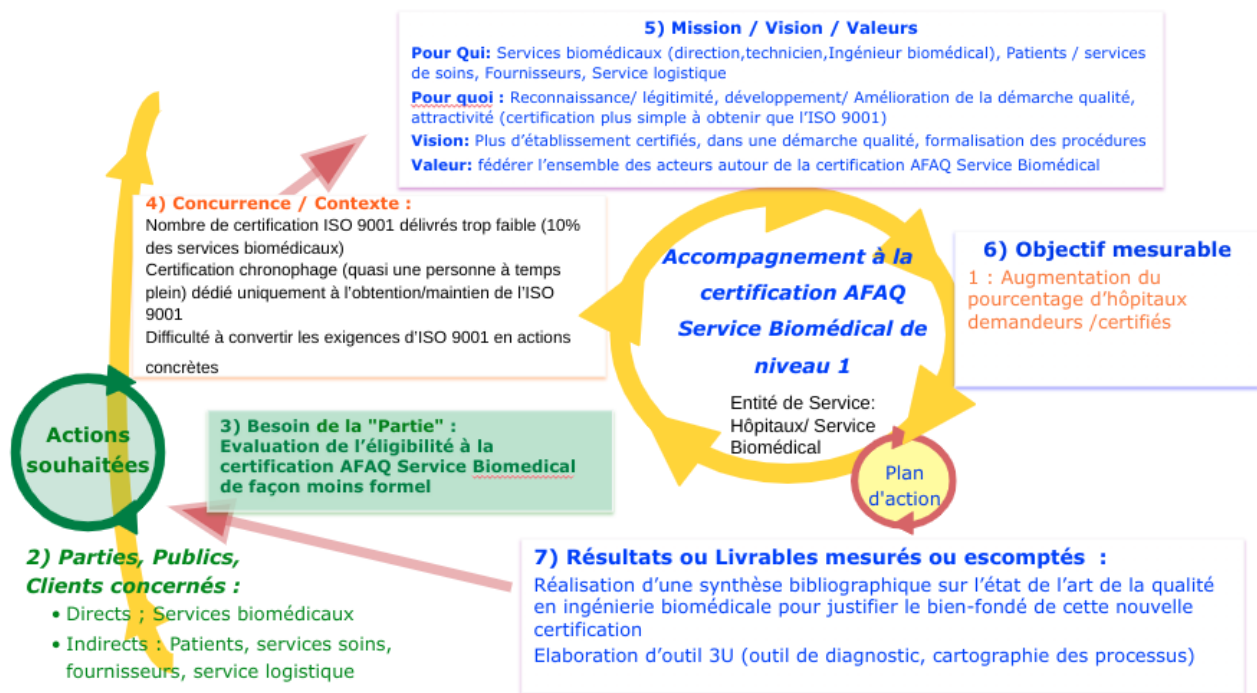 5) Mission / Vision / Valeurs
Pour Qui: Services biomédicaux (direction,technicien,Ingénieur biomédical), Patients / services
de soins, Fournisseurs, Service logistique
Pour quoi : Reconnaissance/ légitimité, développement/ Amélioration de la démarche qualité,
attractivité (certification plus simple à obtenir que l'ISO 9001)
Vision: Plus d'établissement certifiés, dans une démarche qualité, formalisation des procédures
Valeur: fédérer l'ensemble des acteurs autour de la certification AFAQ Service Biomédical
4) Concurrence / Contexte :
Nombre de certification ISO 9001 délivrés trop faible (10%
des services biomédicaux)
Certification chronophage (quasi une personne à temps
plein) dédié uniquement à l'obtention/maintien de l'ISO
9001
Difficulté à convertir les exigences d'ISO 9001 en actions
concrètes
Accompagnement à la
certification AFAQ
Service Biomédical de
niveau 1
Entité de Service:
Hôpitaux/ Service
Biomédical
6) Objectif mesurable
1 : Augmentation du
pourcentage d'hôpitaux
demandeurs /certifiés
Actions
souhaitées
3) Besoin de la "Partie" :
Evaluation de l'éligibilité à la
certification AFAQ Service Biomedical
de façon moins formel
Plan
d'action
2) Parties, Publics,
Clients concernés :
• Directs ; Services biomédicaux
• Indirects : Patients, services soins,
fournisseurs, service logistique
7) Résultats ou Livrables mesurés ou escomptés :
Réalisation d'une synthèse bibliographique sur l'état de l'art de la qualité
en ingénierie biomédicale pour justifier le bien-fondé de cette nouvelle
certification
Elaboration d'outil 3U (outil de diagnostic, cartographie des processus)